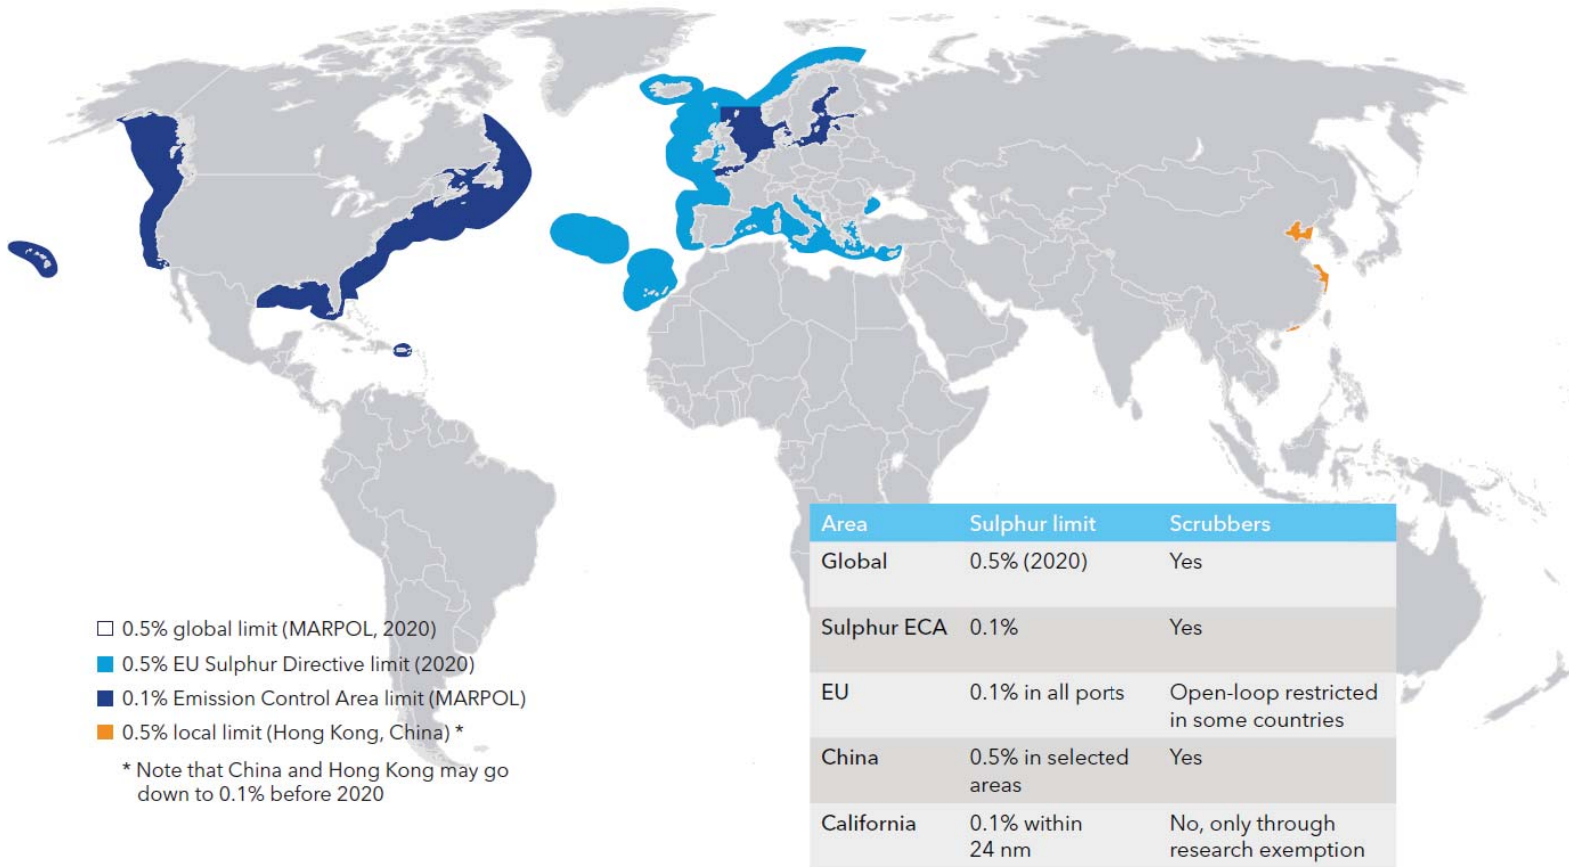 Area Sulphur limit Scrubbers
Global 0.5% (2020) Yes
Sulphur ECA 0.1% Yes
EU 0.1% in all ports Open-loop restricted
in some countries
China 0.5% in selected Yes
areas
California 0.1% within No, only through
24 nm research exemption
0.5% global limit (MARPOL, 2020)
0.5% EU Sulphur Directive limit (2020)
0.1% Emission Control Area limit (MARPOL)
0.5% local limit (Hong Kong, China) *
* Note that China and Hong Kong may go
down to 0.1% before 2020